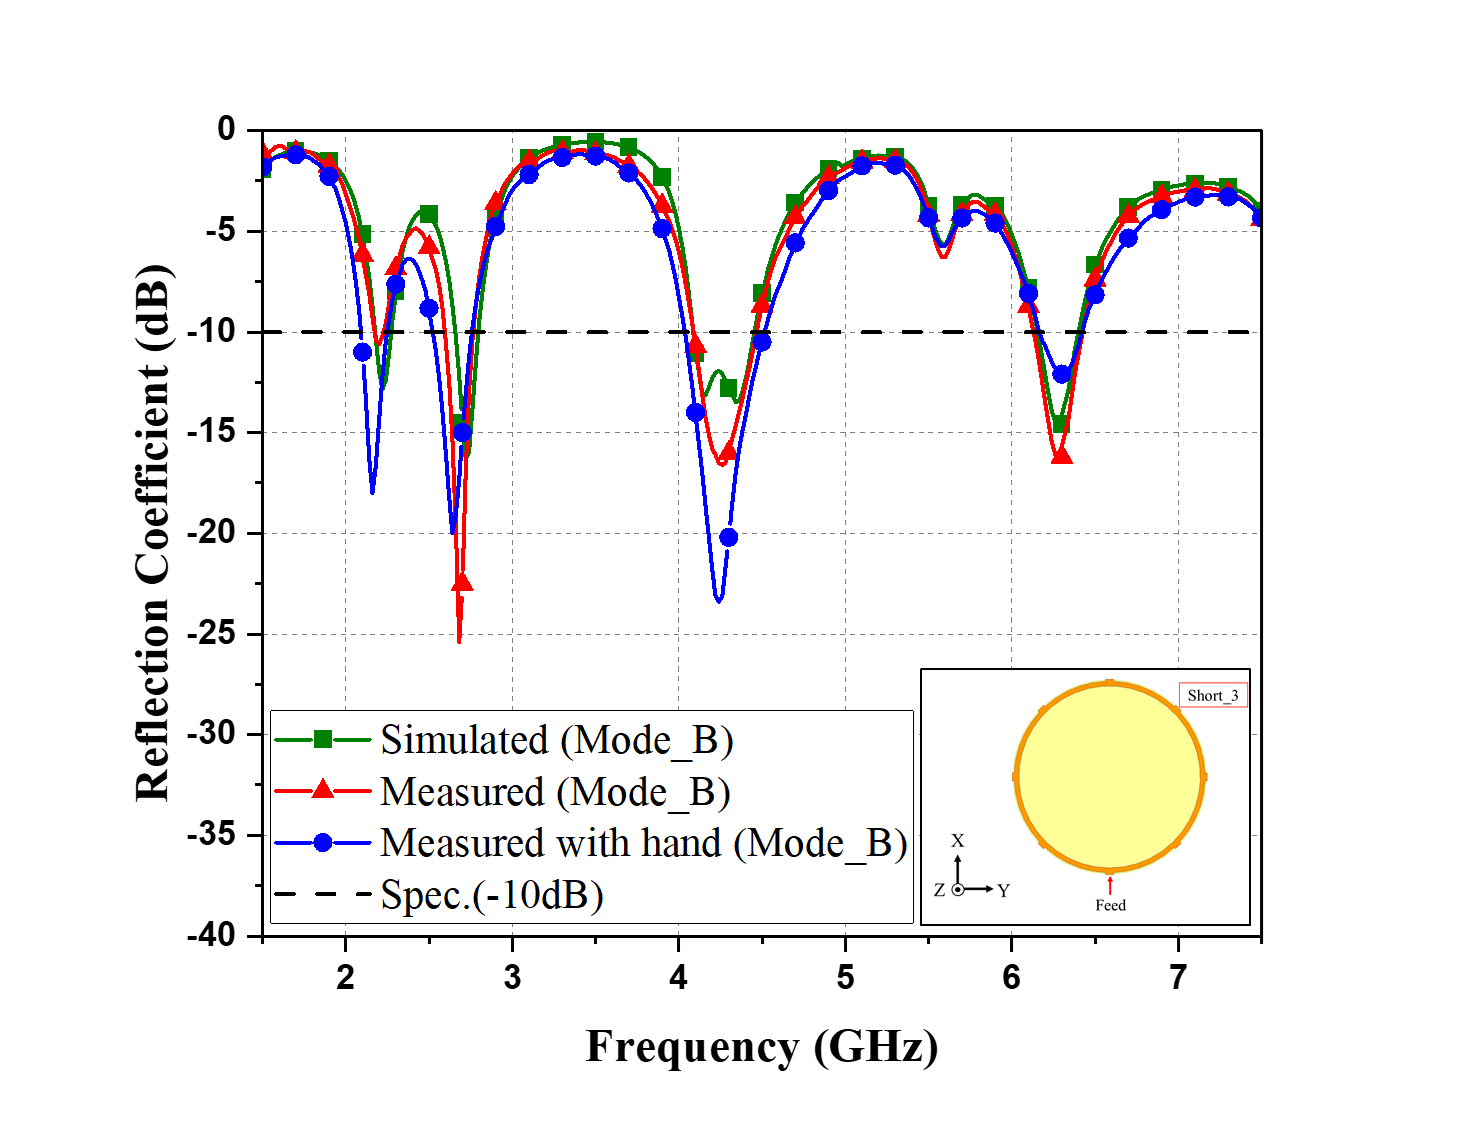 0
-5
-10
-15
-20
-25
-30
-35
-40
Reflection Coefficient (dB)
Simulated (Mode_B)
Measured (Mode_B)
Measured with hand (Mode_B)
Spec.(-10dB)
Short_3
X
Z
Y
Feed
2 3 4 5 6 7
Frequency (GHz)